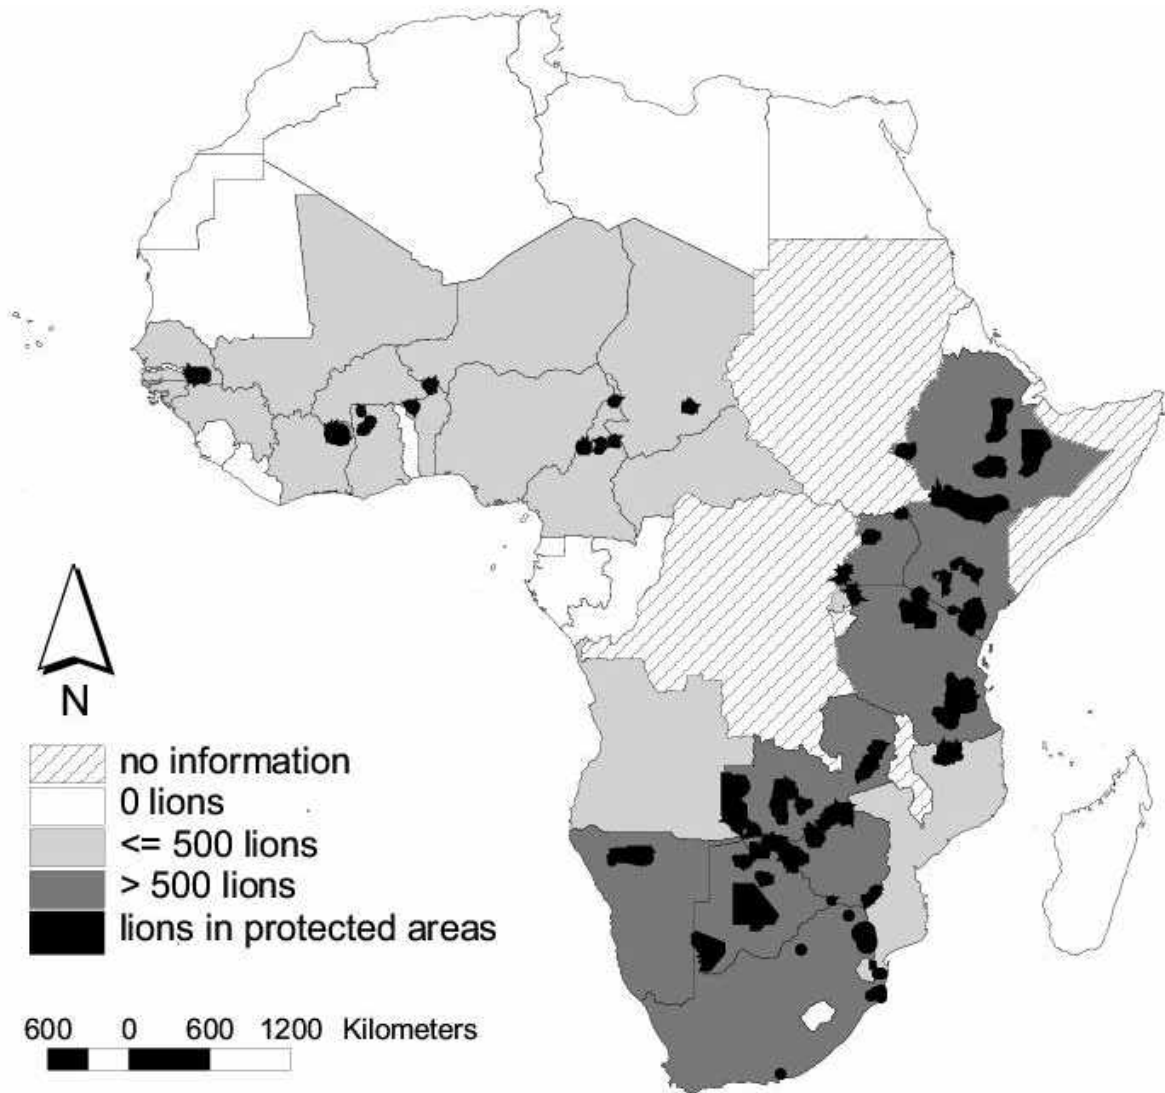 N
no information
0 lions
<= 500 lions
> 500 lions
lions in protected areas
600 0 600 1200 Kilometers